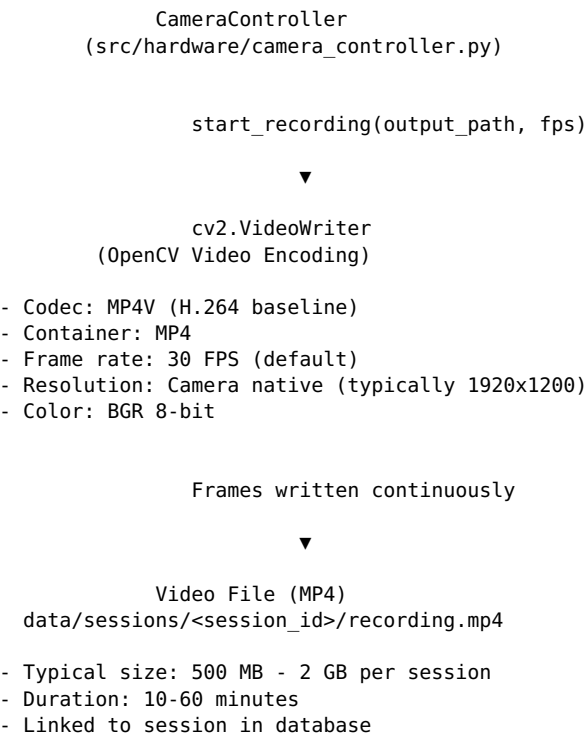 CameraController
(src/hardware/camera_controller.py)
start_recording(output_path, fps)
▼
cv2.VideoWriter
(OpenCV Video Encoding)
- Codec: MP4V (H.264 baseline)
- Container: MP4
- Frame rate: 30 FPS (default)
- Resolution: Camera native (typically 1920x1200)
- Color: BGR 8-bit
Frames written continuously
▼
Video File (MP4)
data/sessions/<session_id>/recording.mp4
- Typical size: 500 MB - 2 GB per session
- Duration: 10-60 minutes
- Linked to session in database